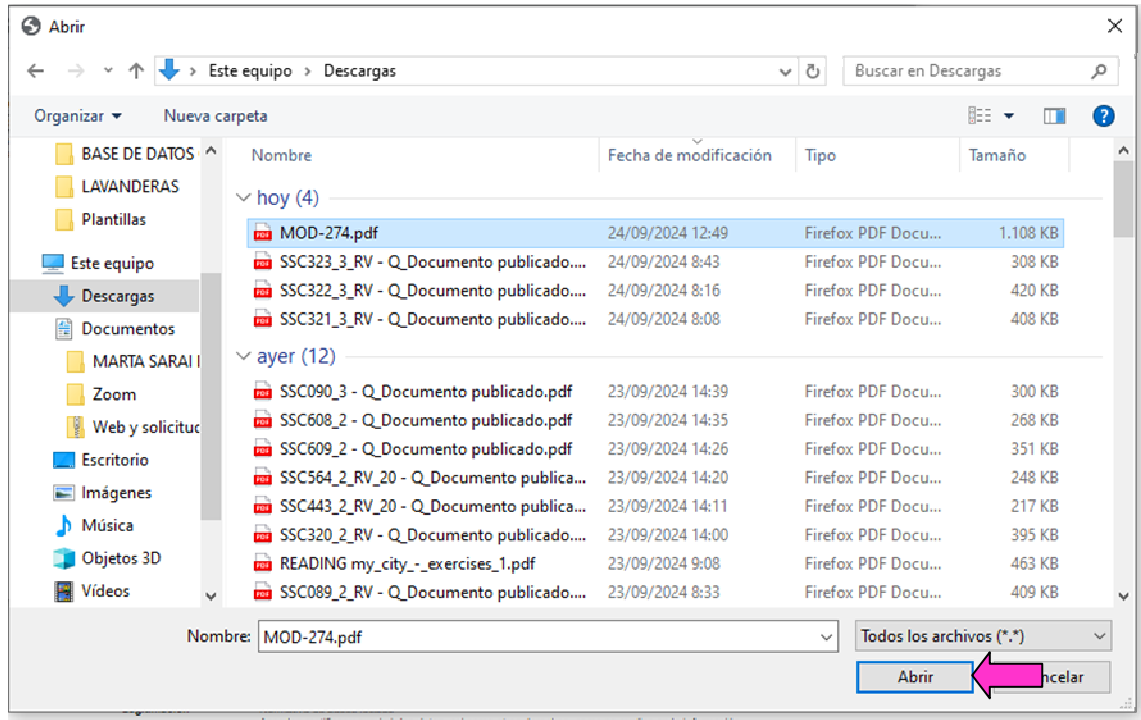 Abrir
Este equipo > Descargas
Buscar en Descargas
Organizar
Nueva carpeta
?
BASE DE DATOS
LAVANDERAS
Plantillas
Este equipo
Descargas
Documentos
MARTA SARAI
Zoom
Web y solicituc
Escritorio
Imágenes
Música
Objetos 3D
Vídeos
Nombre Fecha de modificación Tipo Tamaño
hoy (4)
MOD-274.pdf 24/09/2024 12:49 Firefox PDF Docu... 1.108 KB
SSC323_3_RV - Q_Documento publicado.... 24/09/2024 8:43 Firefox PDF Docu... 308 KB
SSC322_3_RV - Q_Documento publicado.... 24/09/2024 8:16 Firefox PDF Docu... 420 KB
SSC321_3_RV - Q_Documento publicado.... 24/09/2024 8:08 Firefox PDF Docu... 408 KB
ayer (12)
SSC090_3 - Q_Documento publicado.pdf 23/09/2024 14:39 Firefox PDF Docu... 300 KB
SSC608_2 - Q_Documento publicado.pdf 23/09/2024 14:35 Firefox PDF Docu... 268 KB
SSC609_2 - Q_Documento publicado.pdf 23/09/2024 14:26 Firefox PDF Docu... 351 KB
SSC564_2_RV_20 - Q_Documento publica... 23/09/2024 14:20 Firefox PDF Docu... 248 KB
SSC443_2_RV_20 - Q_Documento publica... 23/09/2024 14:11 Firefox PDF Docu... 217 KB
SSC320_2_RV - Q_Documento publicado.... 23/09/2024 14:00 Firefox PDF Docu... 395 KB
READING my_city_-_exercises_1.pdf 23/09/2024 9:08 Firefox PDF Docu... 463 KB
SSC089_2_RV - Q_Documento publicado.... 23/09/2024 8:33 Firefox PDF Docu... 409 KB
Nombre: MOD-274.pdf
Todos los archivos (*.*)
Abrir
ncelar